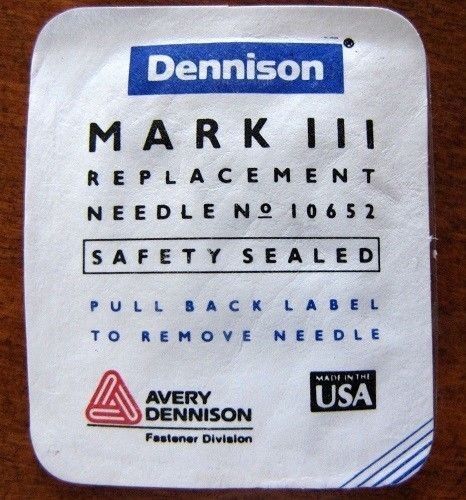 Dennison®
MARK III
REPLACEMENT
NEEDLE Nº 10652
SAFETY SEALED
PULL BACK LABEL
TO REMOVE NEEDLE
AVERY
DENNISON
Fastener Division
MADE IN THE
USA